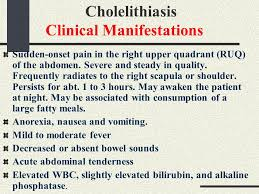 Cholelithiasis
Clinical Manifestations
Sudden-onset pain in the right upper quadrant (RUQ)
of the abdomen. Severe and steady in quality.
Frequently radiates to the right scapula or shoulder.
Persists for abt. 1 to 3 hours. May awaken the patient
at night. May be associated with consumption of a
large fatty meals.
Anorexia, nausea and vomiting.
Mild to moderate fever
Decreased or absent bowel sounds
Acute abdominal tenderness
Elevated WBC, slightly elevated bilirubin, and alkaline
phosphatase.